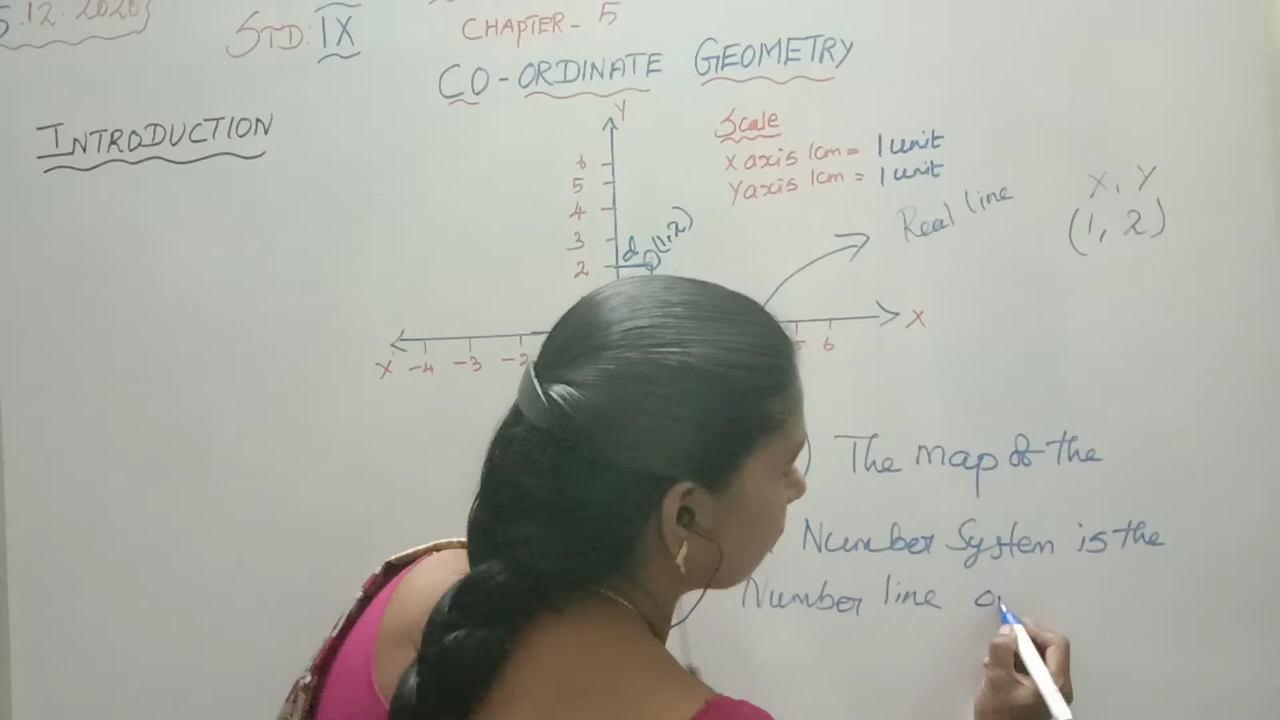 5.12.2020
STD: IX
CHAPTER - 5
CO-ORDINATE GEOMETRY
INTRODUCTION
Y
6
5
4
3
2
d (1,2)
Scale
X axis 1cm = 1 unit
Y axis 1cm = 1 unit
Real line
X, Y
(1, 2)
X -4 -3 -2
6 X
) The map of the
Number System is the
Number line